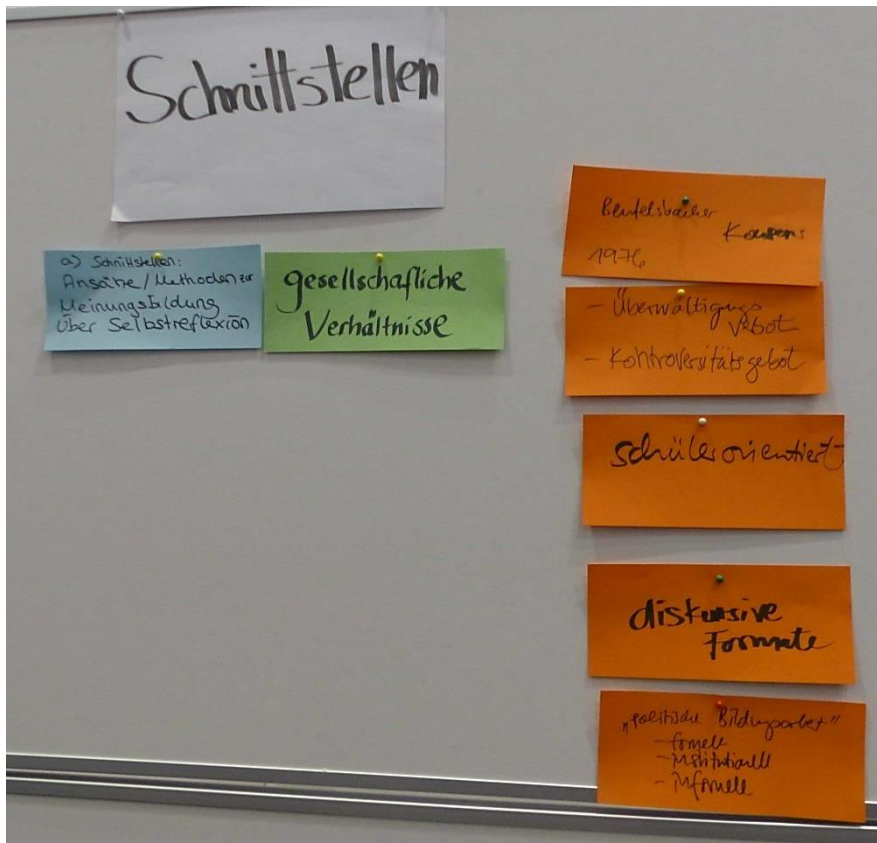 Schnittstellen
a) Schnittstellen:
Ansätze/Methoden zur
Meinungsbildung
über Selbstreflexion
gesellschafliche
Verhältnisse
Beutelsbacher
Konsens
1976
- Überwältigungs
verbot
- Kontroversitätsgebot
schülerorientiert
diskursive
Formate
„politische Bildungsarbeit"
- formelle
- institutionelle
- informelle